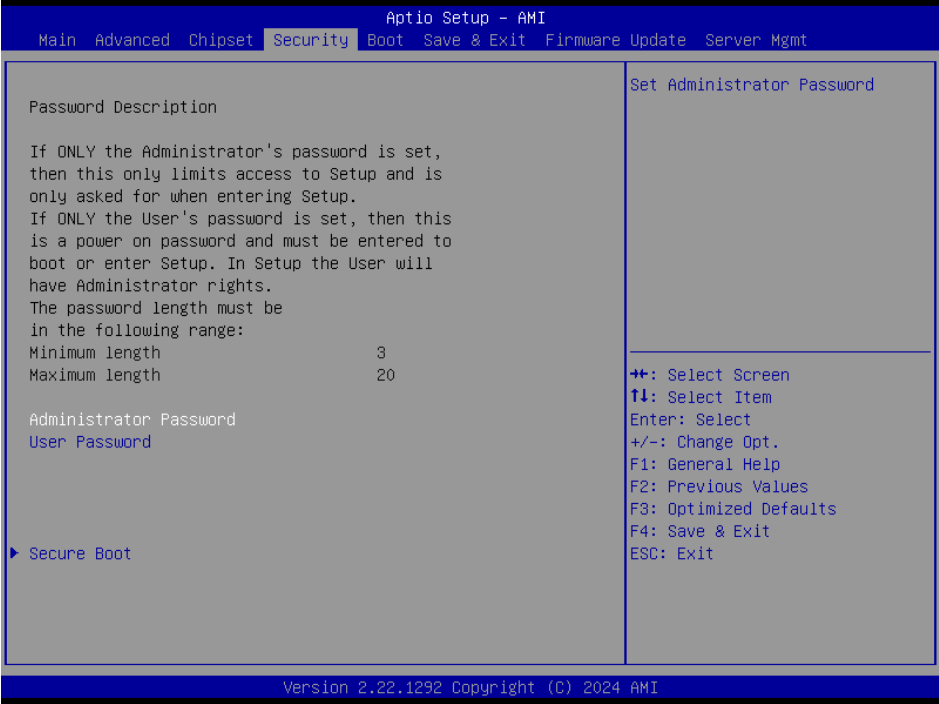 Aptio Setup - AMI
Main Advanced Chipset Security Boot Save & Exit Firmware Update Server Mgmt
Password Description
If ONLY the Administrator's password is set,
then this only limits access to Setup and is
only asked for when entering Setup.
If ONLY the User's password is set, then this
is a power on password and must be entered to
boot or enter Setup. In Setup the User will
have Administrator rights.
The password length must be
in the following range:
Minimum length 3
Maximum length 20
Administrator Password
User Password
Secure Boot
Set Administrator Password
→←: Select Screen
↑↓: Select Item
Enter: Select
+/-: Change Opt.
F1: General Help
F2: Previous Values
F3: Optimized Defaults
F4: Save & Exit
ESC: Exit
Version 2.22.1292 Copyright (C) 2024 AMI